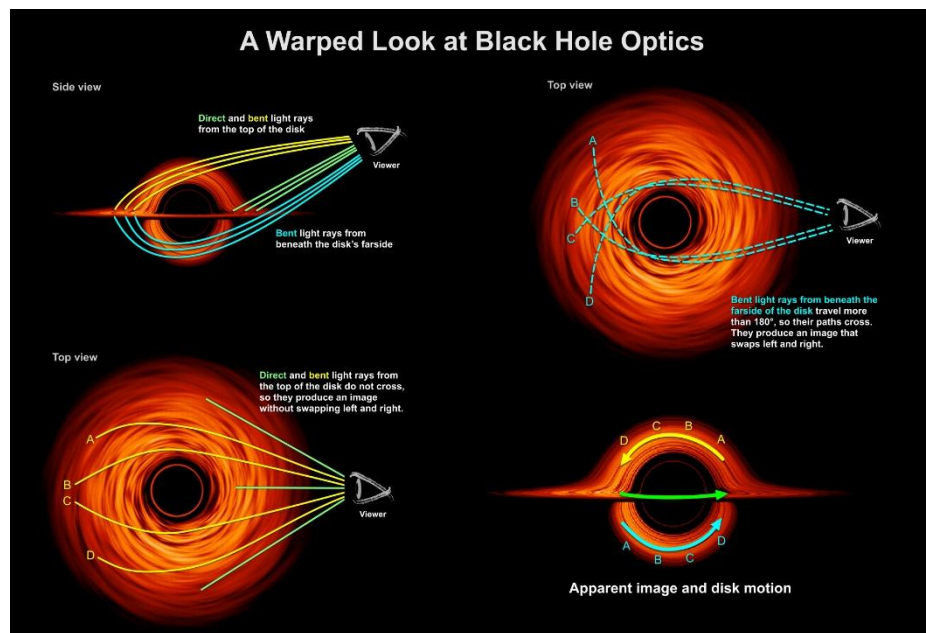 A Warped Look at Black Hole Optics
Side view
Direct and bent light rays
from the top of the disk
Viewer
Bent light rays from
beneath the disk's farside
Top view
A
B
C
D
Viewer
Bent light rays from beneath the
farside of the disk travel more
than 180°, so their paths cross.
They produce an image that
swaps left and right.
Top view
Direct and bent light rays from
the top of the disk do not cross,
so they produce an image
without swapping left and right.
A
B
C
D
Viewer
D C B A
A B C D
Apparent image and disk motion